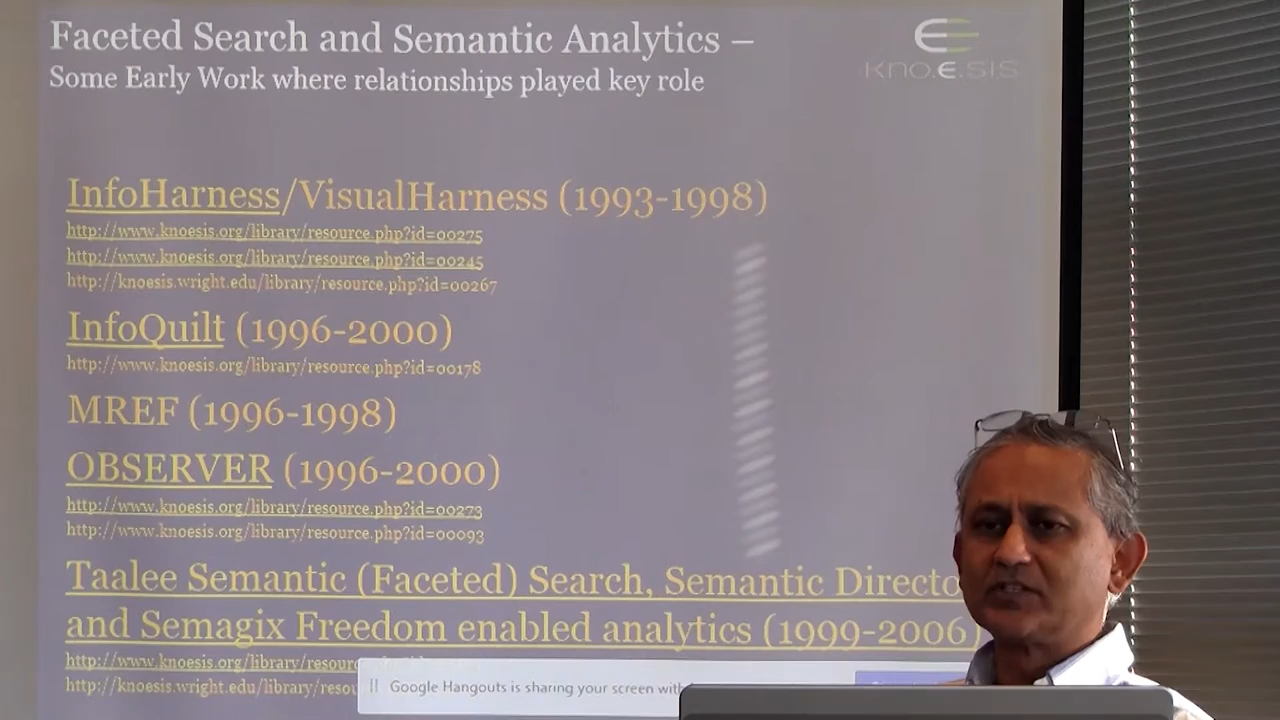 Faceted Search and Semantic Analytics –
Some Early Work where relationships played key role
kno.e.sis
InfoHarness/VisualHarness (1993-1998)
http://www.knoesis.org/library/resource.php?id=00275
http://www.knoesis.org/library/resource.php?id=00245
http://knoesis.wright.edu/library/resource.php?id=00267
InfoQuilt (1996-2000)
http://www.knoesis.org/library/resource.php?id=00178
MREF (1996-1998)
OBSERVER (1996-2000)
http://www.knoesis.org/library/resource.php?id=00273
http://www.knoesis.org/library/resource.php?id=00093
Taalee Semantic (Faceted) Search, Semantic Directo
and Semagix Freedom enabled analytics (1999-2006)
http://www.knoesis.org/library/resourc
http://knoesis.wright.edu/library/resou
Google Hangouts is sharing your screen with